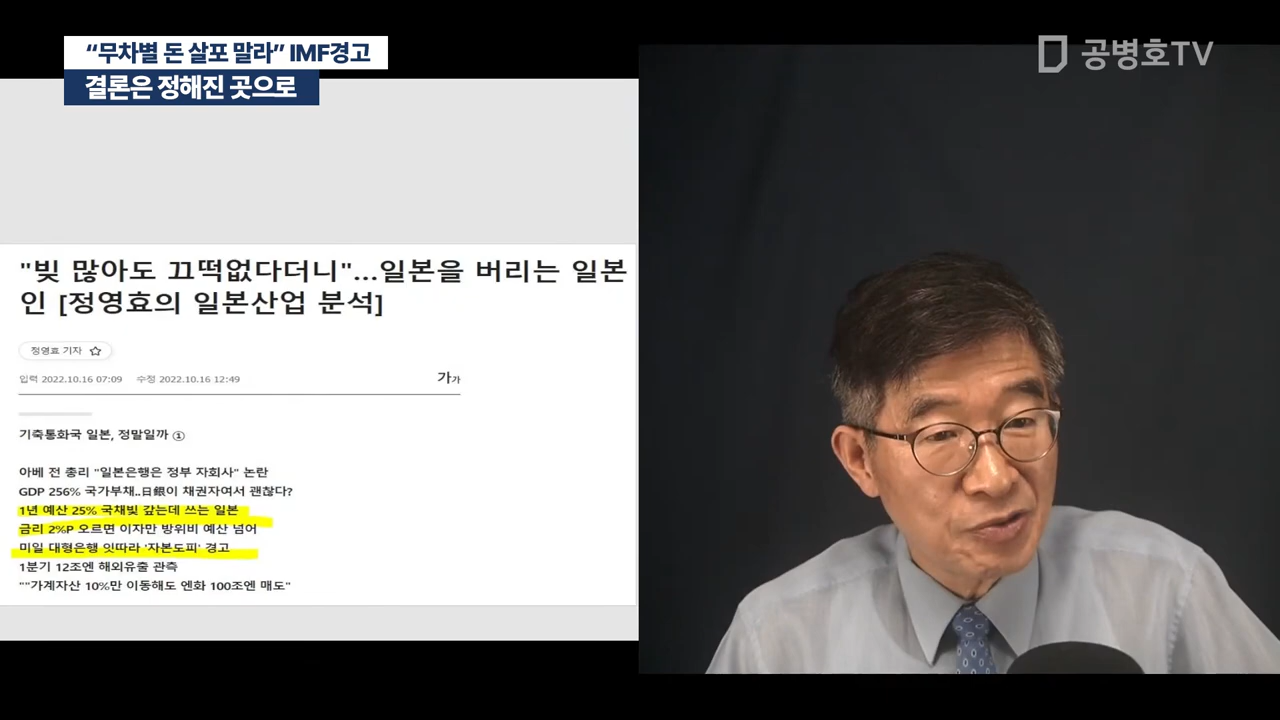 “무차별 돈 살포 말라” IMF경고
결론은 정해진 곳으로
공병호TV
"빚 많아도 끄떡없다더니"...일본을 버리는 일본
인 [정영효의 일본산업 분석]
정영효 기자
입력 2022.10.16 07:09 수정 2022.10.16 12:49
가가
기축통화국 일본, 정말일까 ①
아베 전 총리 "일본은행은 정부 자회사" 논란
GDP 256% 국가부채..日銀이 채권자여서 괜찮다?
1년 예산 25% 국채빚 갚는데 쓰는 일본
금리 2%P 오르면 이자만 방위비 예산 넘어
미일 대형은행 잇따라 '자본도피' 경고
1분기 12조엔 해외유출 관측
""가계자산 10%만 이동해도 엔화 100조엔 매도"